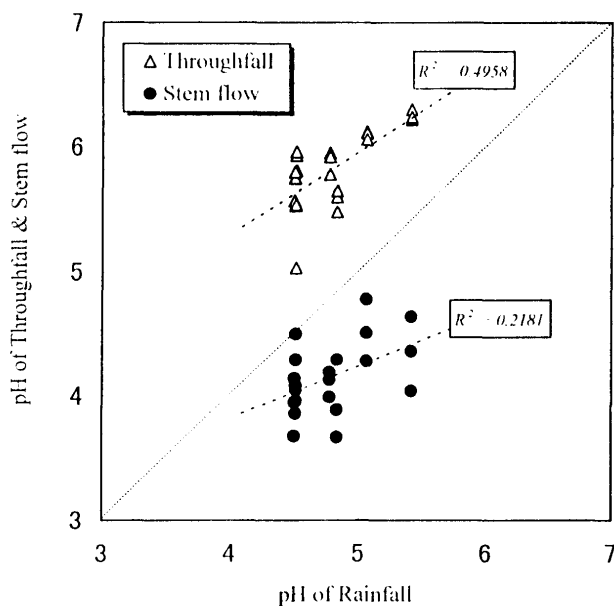 7
6
5
4
3
pH of Throughfall & Stem flow
△ Throughfall
● Stem flow
R² 0.4958
R² 0.2181
3 4 5 6 7
pH of Rainfall